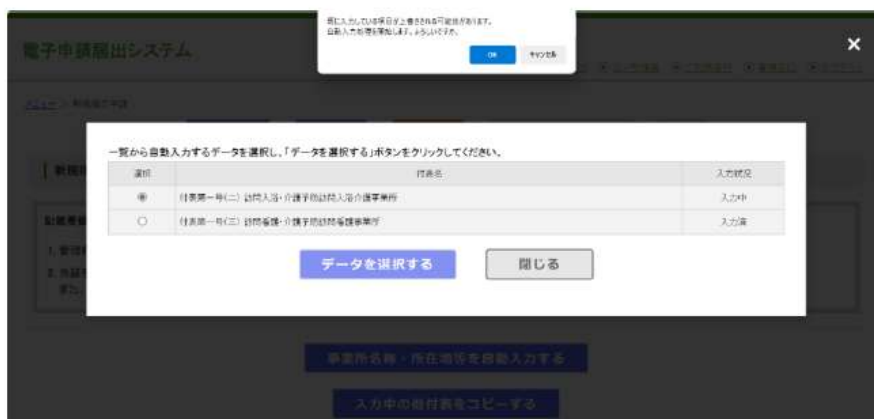 既に入力している項目が上書きされる可能性があります。
自動入力処理を開始します。よろしいですか。
OK キャンセル
電子申請届出システム
メニュー > 新規指定申請
一覧から自動入力するデータを選択し、「データを選択する」ボタンをクリックしてください。
選択 付表名 入力状況
付表第一号(二) 訪問入浴・介護予防訪問入浴介護事業所 入力中
付表第一号(三) 訪問看護・介護予防訪問看護事業所 入力済
データを選択する 閉じる
事業所名称・所在地等を自動入力する
入力中の他付表をコピーする